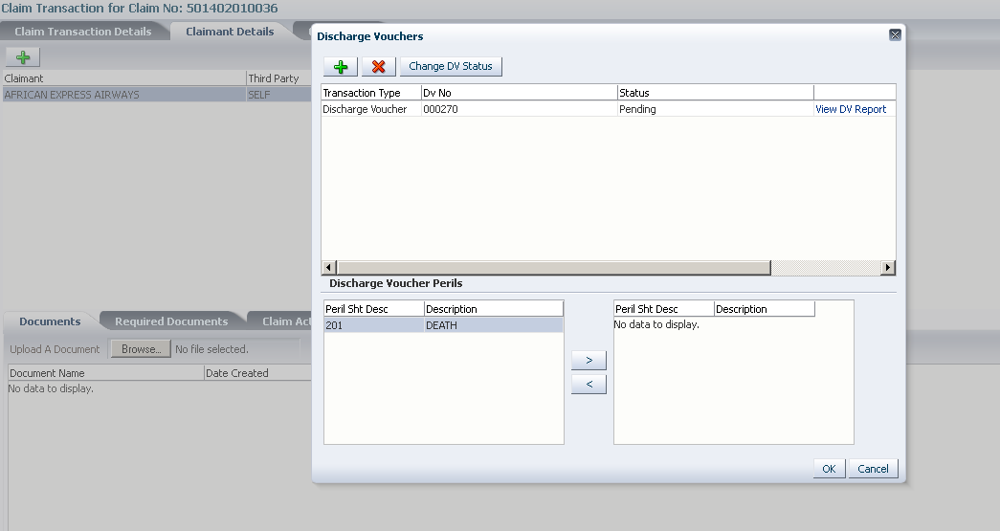 Claim Transaction for Claim No: 501402010036
Claim Transaction Details
Claimant Details
Claimant
Third Party
AFRICAN EXPRESS AIRWAYS
SELF
Discharge Vouchers
Change DV Status
Transaction Type
Dv No
Status
Discharge Voucher
000270
Pending
View DV Report
Discharge Voucher Perils
Peril Sht Desc
Description
201
DEATH
>
<
Peril Sht Desc
Description
No data to display.
OK
Cancel
Documents
Required Documents
Claim Act
Upload A Document
Browse...
No file selected.
Document Name
Date Created
No data to display.